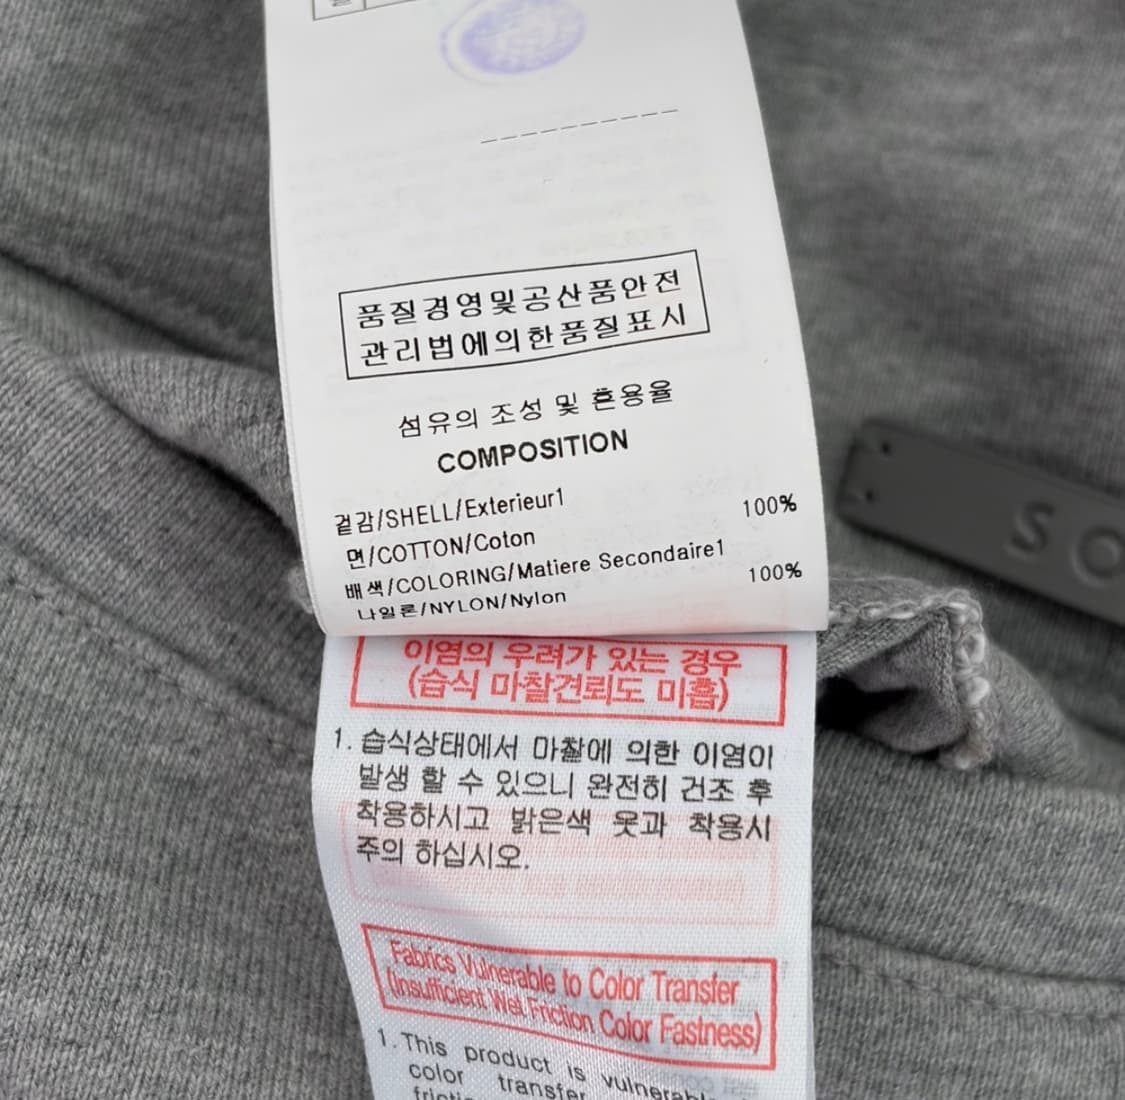 품질경영및공산품안전
관리법에의한품질표시
섬유의 조성 및 혼용율
COMPOSITION
겉감/SHELL/Exterieur1
면/COTTON/Coton 100%
배색/COLORING/Matiere Secondaire1
나일론/NYLON/Nylon 100%
이염의 우려가 있는 경우
(습식 마찰견뢰도 미흡)
1. 습식상태에서 마찰에 의한 이염이
발생 할 수 있으니 완전히 건조 후
착용하시고 밝은색 옷과 착용시
주의 하십시오.
Fabrics Vulnerable to Color Transfer
(Insufficient Wet Friction Color Fastness)
1. This product is
color transfer
SO